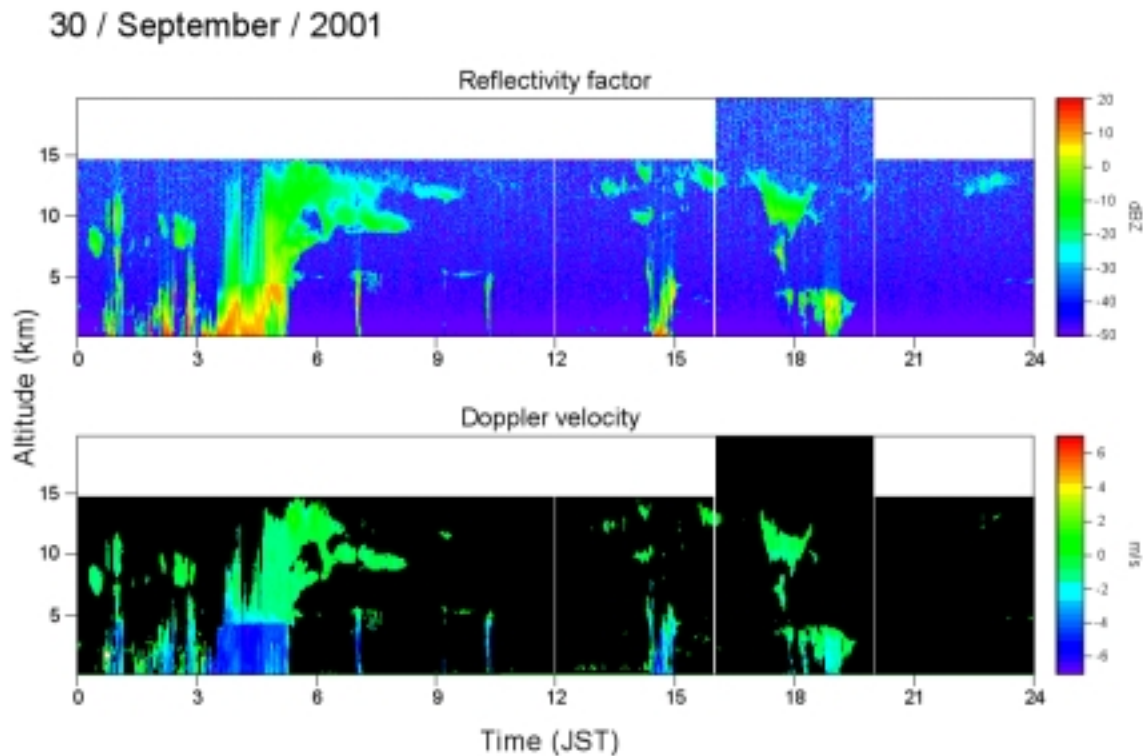 30 / September / 2001
Reflectivity factor
15
10
5
0 3 6 9 12 15 18 21 24
20
10
0
-10
-20
-30
-40
-50
dBZ
Altitude (km)
Doppler velocity
15
10
5
0 3 6 9 12 15 18 21 24
6
4
2
0
-2
-4
-6
m/s
Time (JST)